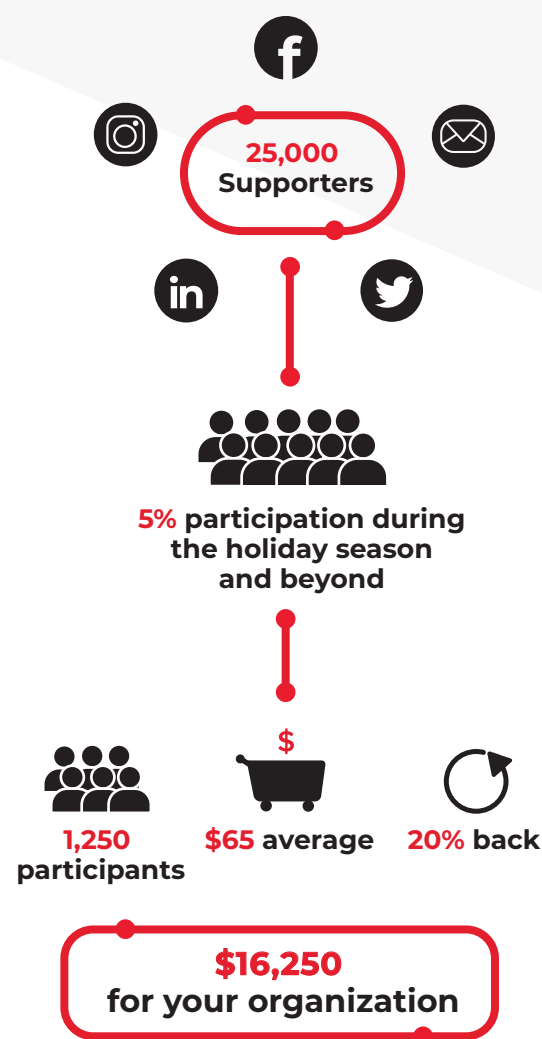 25,000
Supporters
in
5% participation during
the holiday season
and beyond
$
1,250
participants
$65 average
20% back
$16,250
for your organization